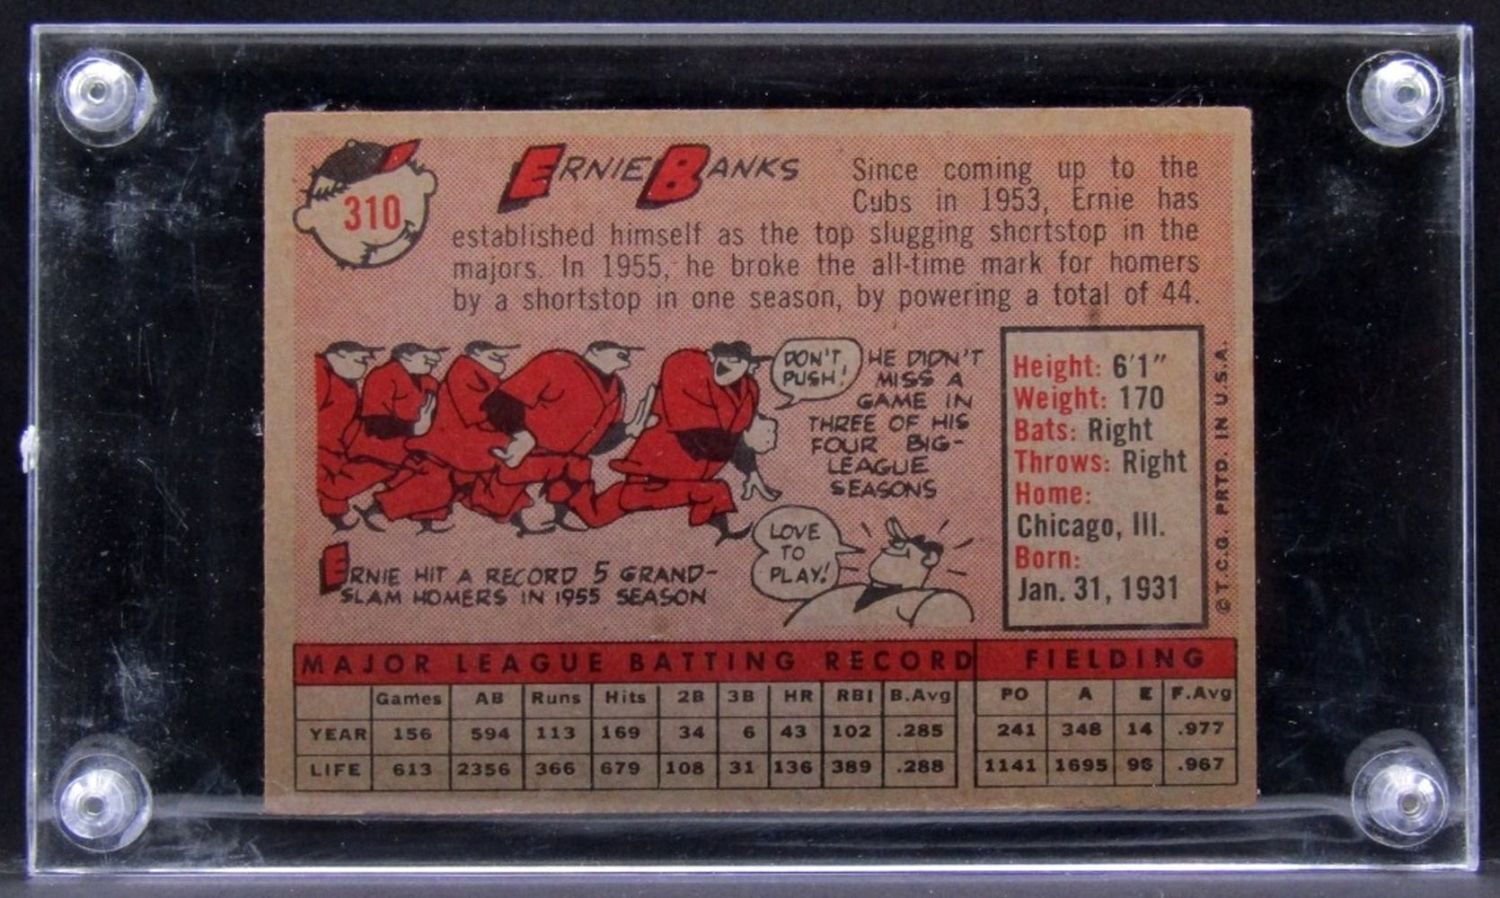 310
ERNIE BANKS
Since coming up to the
Cubs in 1953, Ernie has
established himself as the top slugging shortstop in the
majors. In 1955, he broke the all-time mark for homers
by a shortstop in one season, by powering a total of 44.
DON'T
PUSH!
HE DIDN'T
MISS A
GAME IN
THREE OF HIS
FOUR BIG-
LEAGUE
SEASONS
LOVE
TO
PLAY!
ERNIE HIT A RECORD 5 GRAND-
SLAM HOMERS IN 1955 SEASON
Height: 6'1"
Weight: 170
Bats: Right
Throws: Right
Home:
Chicago, Ill.
Born:
Jan. 31, 1931
© T.C.G. PRTD. IN U.S.A.
MAJOR LEAGUE BATTING RECORD FIELDING
Games AB Runs Hits 2B 3B HR RBI B.Avg PO A E F.Avg
YEAR 156 594 113 169 34 6 43 102 .285 241 348 14 .977
LIFE 613 2356 366 679 108 31 136 389 .288 1141 1695 96 .967